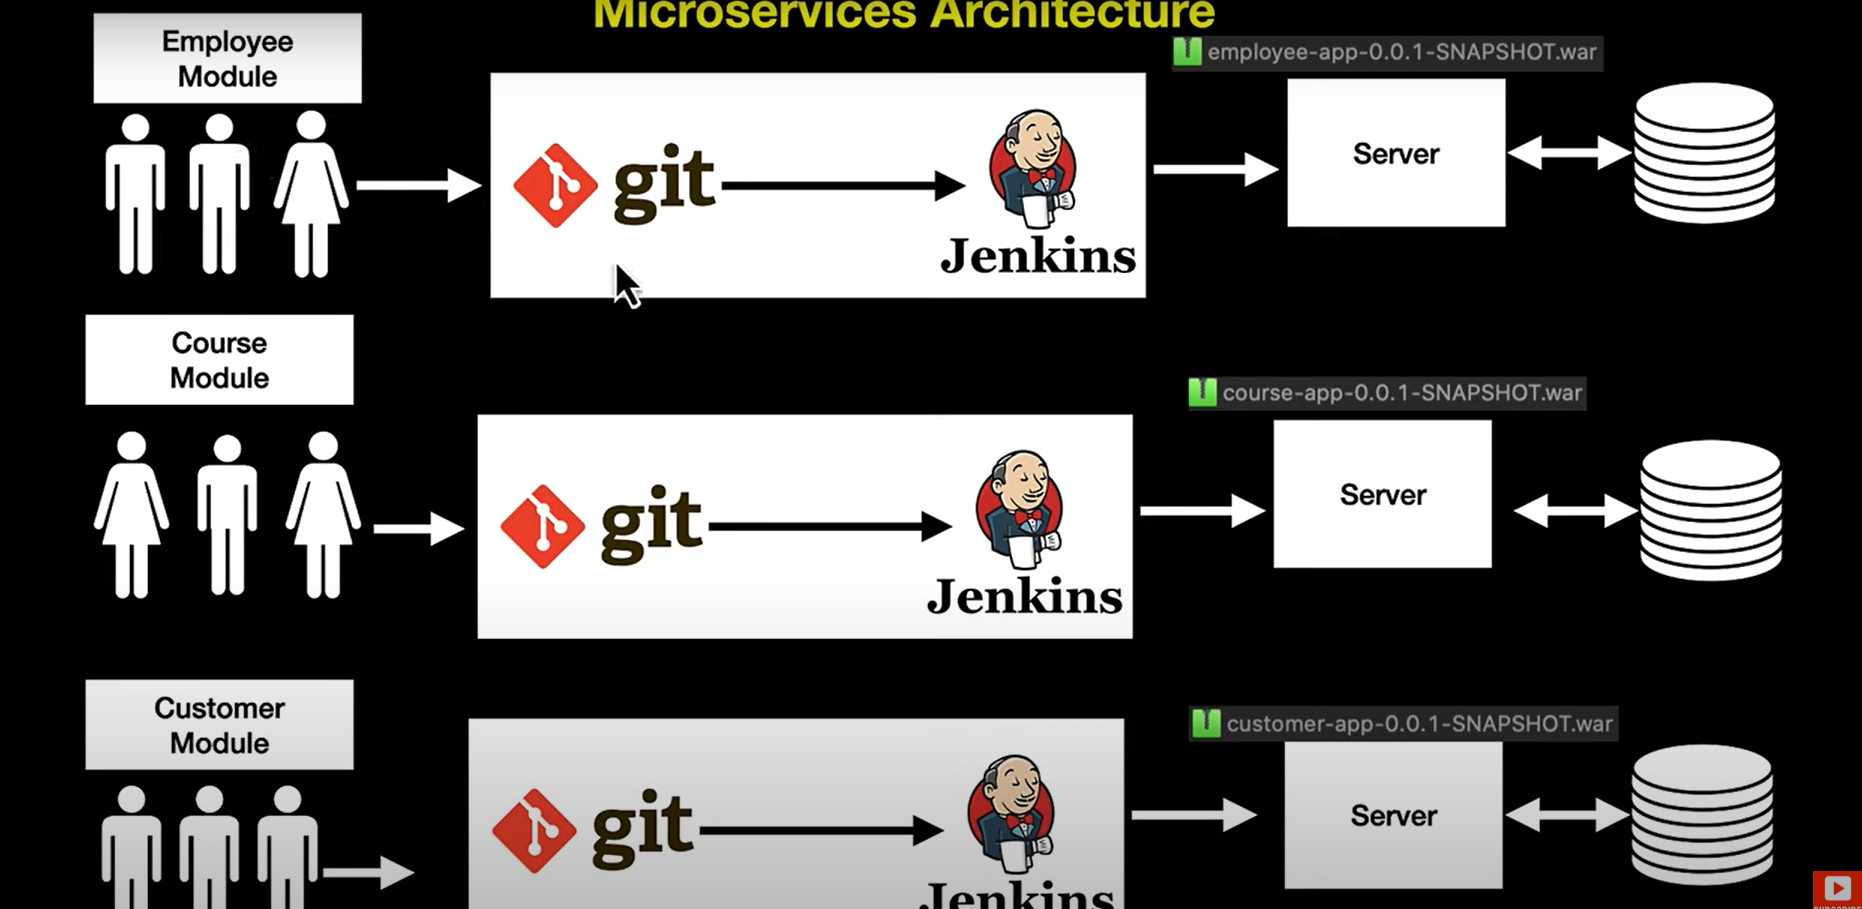 Microservices Architecture
Employee
Module
employee-app-0.0.1-SNAPSHOT.war
git
Jenkins
Server
Course
Module
course-app-0.0.1-SNAPSHOT.war
git
Jenkins
Server
Customer
Module
customer-app-0.0.1-SNAPSHOT.war
git
Jenkins
Server